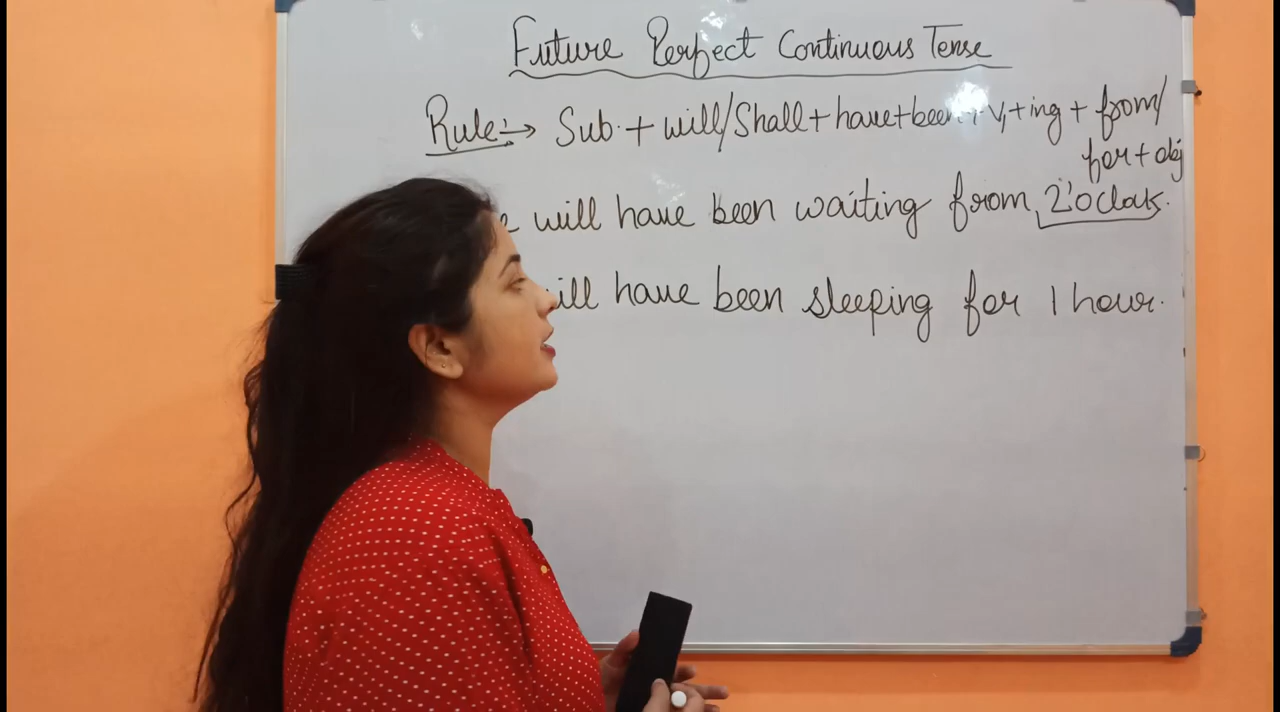 Future Perfect Continuous Tense
Rule:→ Sub. + will/Shall + have + been + V₁ + ing + from/
for + obj
will have been waiting from 2'o clock.
will have been sleeping for 1 hour.